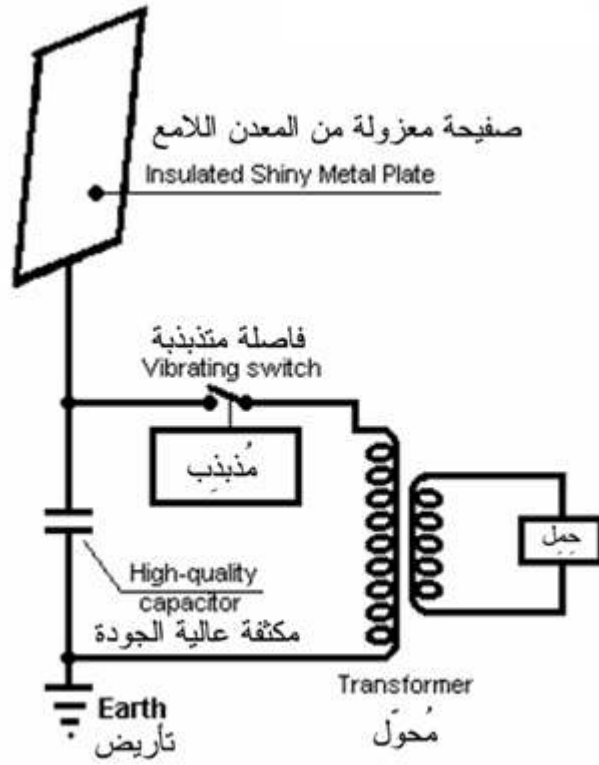 صفيحة معزولة من المعدن اللامع
Insulated Shiny Metal Plate
فاصلة متذبذبة
Vibrating switch
مُذبذِب
حِمِل
High-quality
capacitor
مكثفة عالية الجودة
Transformer
مُحوّل
Earth
تأريض